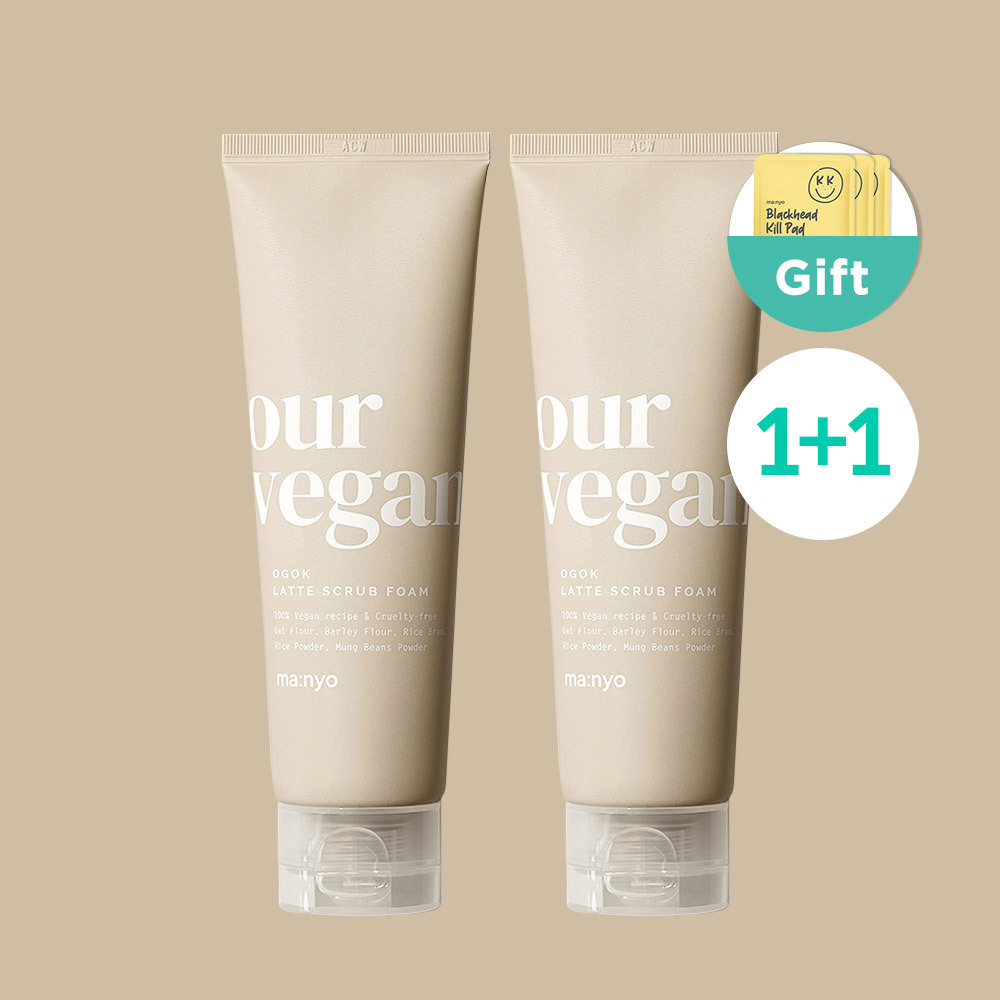 ACW
our
vegan
OGOK
LATTE SCRUB FOAM
100% Vegan recipe & Cruelty-free
Oat Flour, Barley Flour, Rice Bran,
Rice Powder, Mung Beans Powder
ma:nyo
ACW
our
vegan
OGOK
LATTE SCRUB FOAM
100% Vegan recipe & Cruelty-free
Oat Flour, Barley Flour, Rice Bran,
Rice Powder, Mung Beans Powder
ma:nyo
KK
ma:nyo
Blackhead
Kill Pad
Gift
1+1